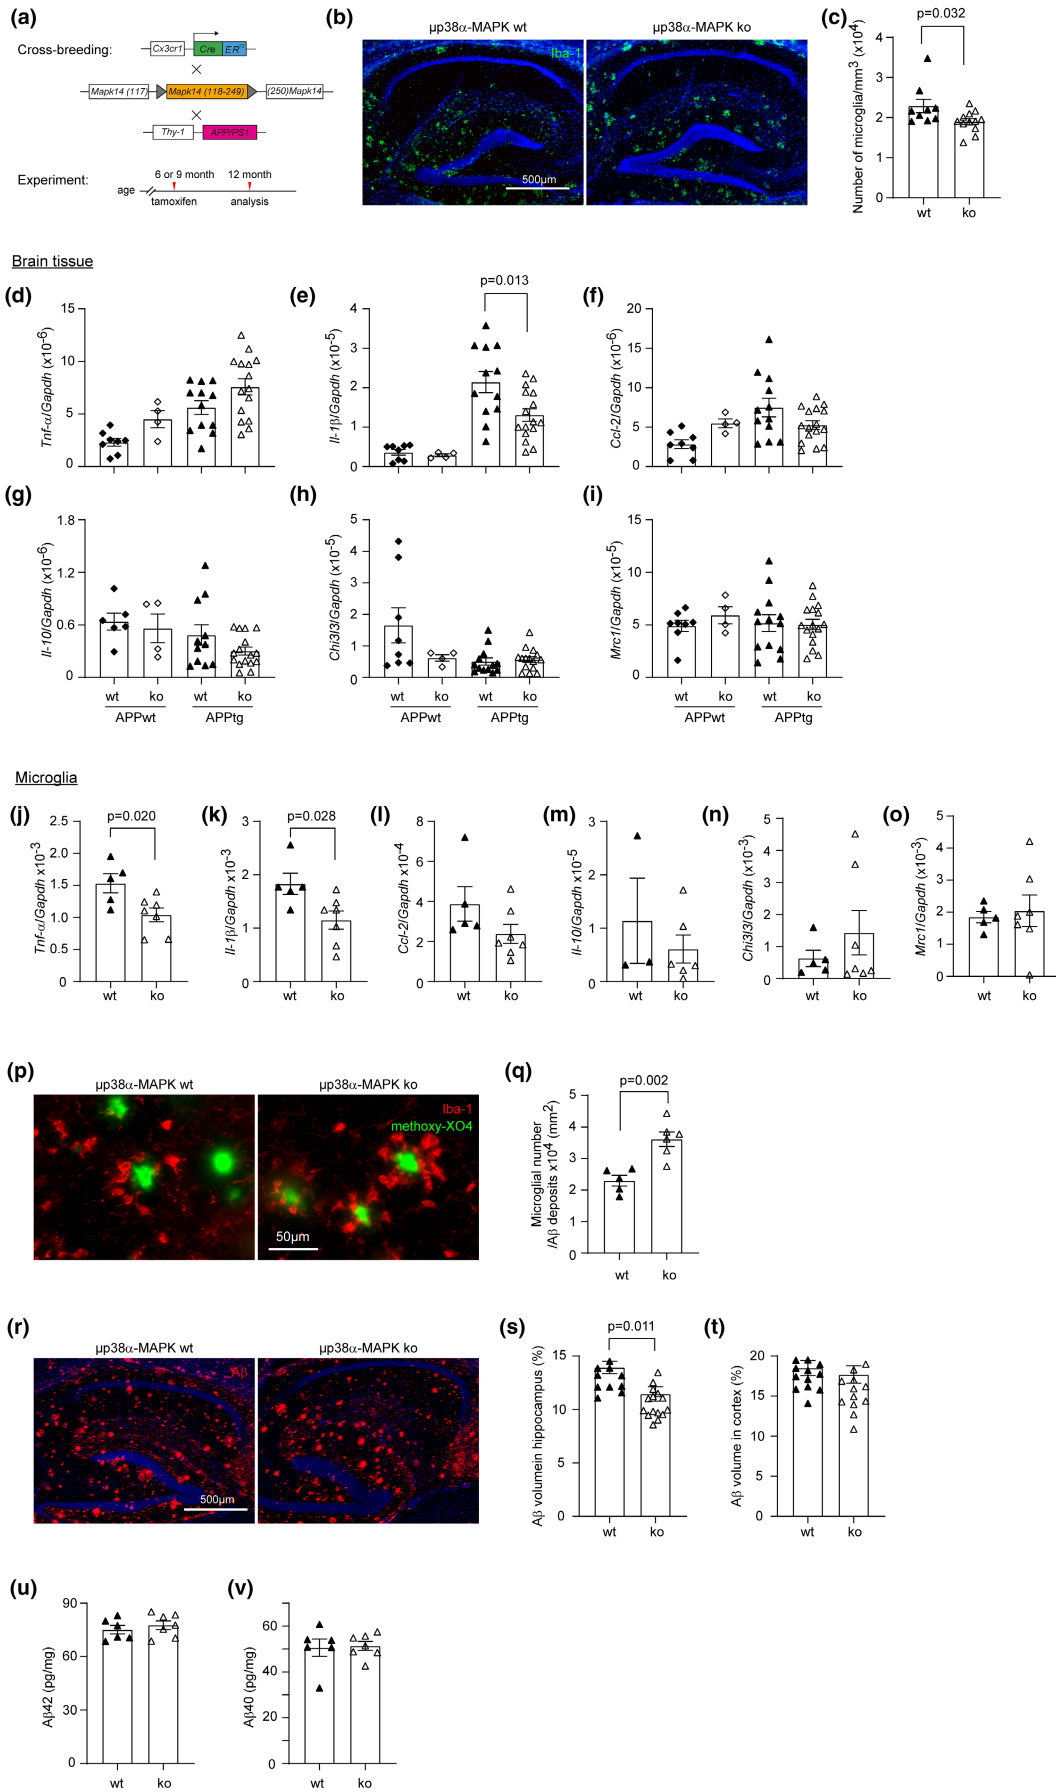 (a)
Cross-breeding:
Cx3cr1 Cre ERT2
×
Mapk14 (117) Mapk14 (118-249) (250)Mapk14
×
Thy-1 APP/PS1
Experiment:
6 or 9 month 12 month
age
tamoxifen analysis
(b)
µp38α-MAPK wt µp38α-MAPK ko
Iba-1
500µm
(c)
p=0.032
Number of microglia/mm³ (x10⁴)
4
3
2
1
0
wt ko
Brain tissue
(d)
Tnf-α/Gapdh (x10⁻⁶)
15
10
5
0
(e)
p=0.013
Il-1β/Gapdh (x10⁻⁵)
4
3
2
1
0
(f)
Ccl-2/Gapdh (x10⁻⁶)
20
15
10
5
0
(g)
Il-10/Gapdh (x10⁻⁶)
1.8
1.2
0.6
0
wt ko wt ko
APPwt APPtg
(h)
Chi3l3/Gapdh (x10⁻⁵)
5
4
3
2
1
0
wt ko wt ko
APPwt APPtg
(i)
Mrc1/Gapdh (x10⁻⁵)
15
10
5
0
wt ko wt ko
APPwt APPtg
Microglia
(j)
p=0.020
Tnf-α/Gapdh x10⁻³
2.5
2.0
1.5
1.0
0.5
0
wt ko
(k)
p=0.028
Il-1β/Gapdh x10⁻³
3
2
1
0
wt ko
(l)
Ccl-2/Gapdh x10⁻⁴
8
6
4
2
0
wt ko
(m)
Il-10/Gapdh x10⁻⁵
3
2
1
0
wt ko
(n)
Chi3l3/Gapdh (x10⁻³)
5
4
3
2
1
0
wt ko
(o)
Mrc1/Gapdh (x10⁻³)
5
4
3
2
1
0
wt ko
(p)
µp38α-MAPK wt µp38α-MAPK ko
Iba-1
methoxy-XO4
50µm
(q)
p=0.002
Microglial number
/Aβ deposits x10⁴ (mm2)
5
4
3
2
1
0
wt ko
(r)
µp38α-MAPK wt µp38α-MAPK ko
Aβ
500µm
(s)
p=0.011
Aβ volumein hippocampus (%)
15
10
5
0
wt ko
(t)
Aβ volume in cortex (%)
20
15
10
5
0
wt ko
(u)
Aβ42 (pg/mg)
90
60
30
0
wt ko
(v)
Aβ40 (pg/mg)
60
40
20
0
wt ko